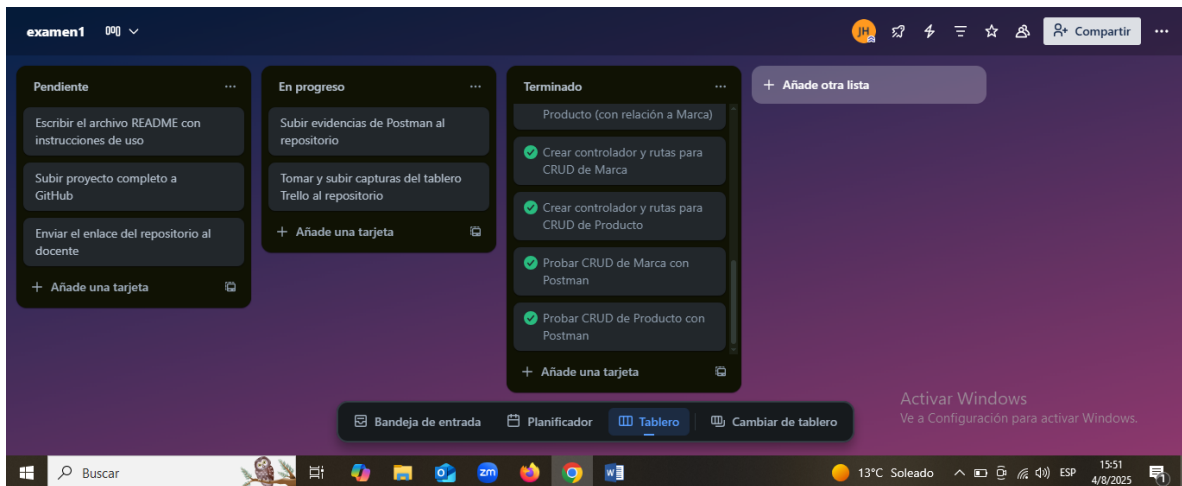 examen1
JH
Compartir
Pendiente
Escribir el archivo README con
instrucciones de uso
Subir proyecto completo a
GitHub
Enviar el enlace del repositorio al
docente
+ Añade una tarjeta
En progreso
Subir evidencias de Postman al
repositorio
Tomar y subir capturas del tablero
Trello al repositorio
+ Añade una tarjeta
Terminado
Producto (con relación a Marca)
Crear controlador y rutas para
CRUD de Marca
Crear controlador y rutas para
CRUD de Producto
Probar CRUD de Marca con
Postman
Probar CRUD de Producto con
Postman
+ Añade una tarjeta
+ Añade otra lista
Activar Windows
Ve a Configuración para activar Windows.
Bandeja de entrada
Planificador
Tablero
Cambiar de tablero
Buscar
zm
W
13°C Soleado
ESP
15:51
4/8/2025
1